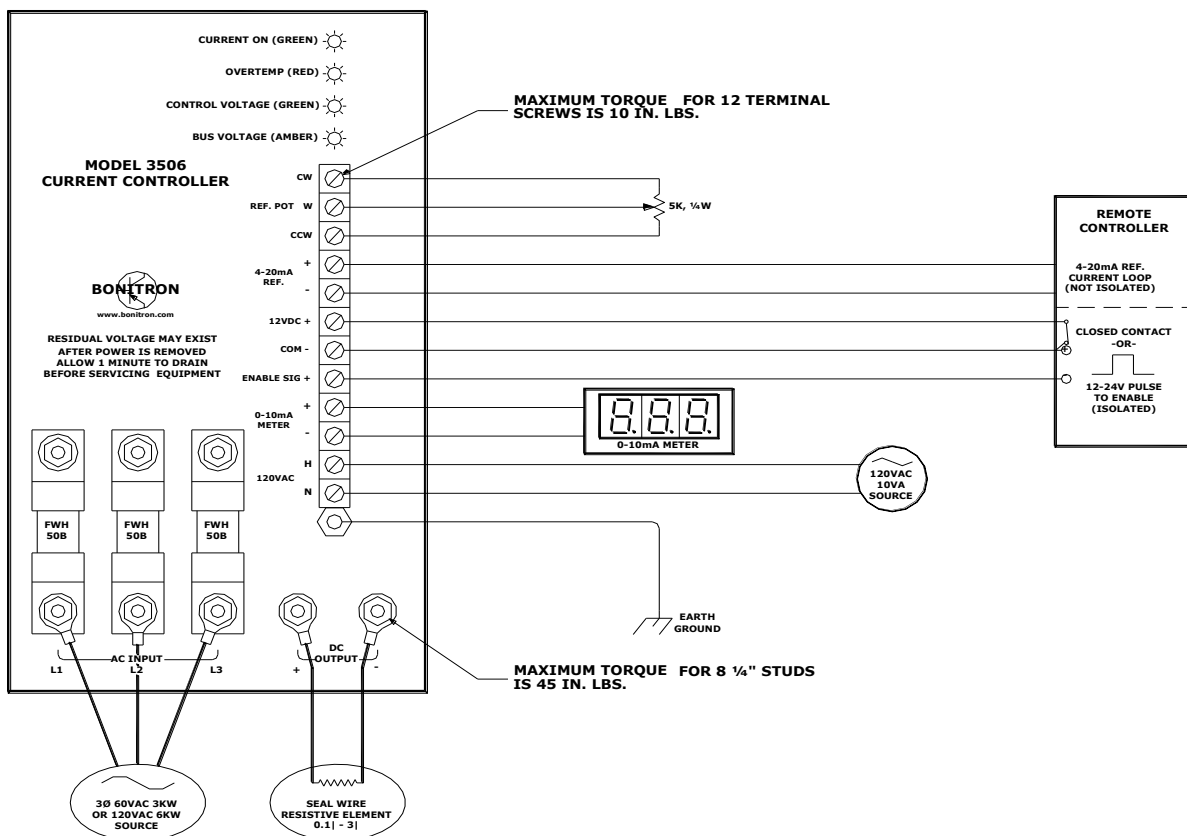 CURRENT ON (GREEN)
OVERTEMP (RED)
CONTROL VOLTAGE (GREEN)
BUS VOLTAGE (AMBER)
MAXIMUM TORQUE FOR 12 TERMINAL
SCREWS IS 10 IN. LBS.
MODEL 3506
CURRENT CONTROLLER
CW
REF. POT W
CCW
5K, ¼W
4-20mA
REF.
+
-
12VDC +
COM -
ENABLE SIG +
0-10mA
METER
+
-
120VAC
H
N
BONITRON
www.bonitron.com
RESIDUAL VOLTAGE MAY EXIST
AFTER POWER IS REMOVED
ALLOW 1 MINUTE TO DRAIN
BEFORE SERVICING EQUIPMENT
REMOTE
CONTROLLER
4-20mA REF.
CURRENT LOOP
(NOT ISOLATED)
CLOSED CONTACT
-OR-
12-24V PULSE
TO ENABLE
(ISOLATED)
+
8.8.8.
0-10mA METER
120VAC
10VA
SOURCE
FWH
50B
FWH
50B
FWH
50B
EARTH
GROUND
AC INPUT
L1
L2
L3
DC
OUTPUT
+
-
MAXIMUM TORQUE FOR 8 ¼" STUDS
IS 45 IN. LBS.
3Ø 60VAC 3KW
OR 120VAC 6KW
SOURCE
SEAL WIRE
RESISTIVE ELEMENT
0.1| - 3|